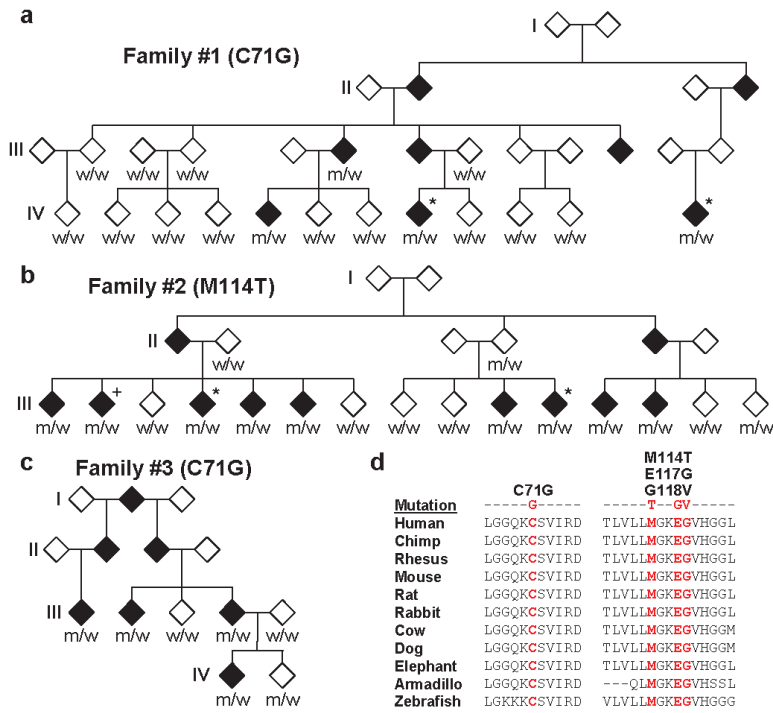 a
I
Family #1 (C71G)
II
III
w/w w/w w/w m/w w/w
* *
IV
w/w w/w w/w w/w m/w w/w w/w m/w w/w w/w w/w m/w
b
Family #2 (M114T)
I
II
w/w m/w
+ * *
III
m/w m/w w/w m/w m/w m/w w/w w/w w/w m/w m/w m/w m/w w/w m/w
c
Family #3 (C71G)
I
II
III
m/w m/w w/w m/w w/w
IV
m/w m/w
d
M114T
E117G
C71G G118V
Mutation -----G----- ------T--GV-----
Human LGGQKCSVIRD TLVLLMGKEGVHGGL
Chimp LGGQKCSVIRD TLVLLMGKEGVHGGL
Rhesus LGGQKCSVIRD TLVLLMGKEGVHGGL
Mouse LGGQKCSVIRD TLVLLMGKEGVHGGL
Rat LGGQKCSVIRD TLVLLMGKEGVHGGL
Rabbit LGGQKCSVIRD TLVLLMGKEGVHGGL
Cow LGGQKCSVIRD TLVLLMGKEGVHGGM
Dog LGGQKCSVIRD TLVLLMGKEGVHGGM
Elephant LGGQKCSVIRD TLVLLMGKEGVHGGL
Armadillo LGGQKCSVIRD ---QLMGKEGVHSSL
Zebrafish LGKKKCSVIRD VLVLLMGKEGVHGGG